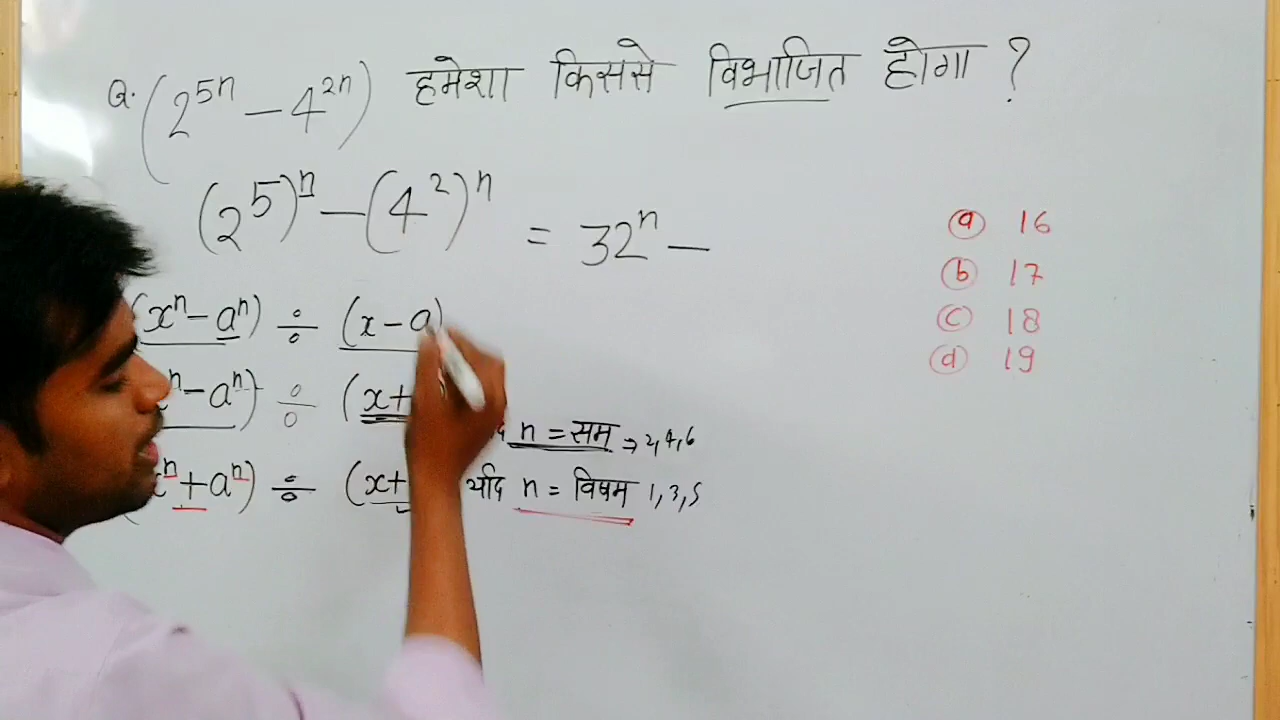 Q. (2^5n - 4^2n) हमेशा किससे विभाजित होगा ?
(2^5)^n - (4^2)^n = 32^n -
(x^n - a^n) ÷ (x - a)
^n - a^n) ÷ (x+
n = सम ⇒ 2,4,6
x^n + a^n) ÷ (x+ यदि n = विषम 1,3,5
(a) 16
(b) 17
(c) 18
(d) 19